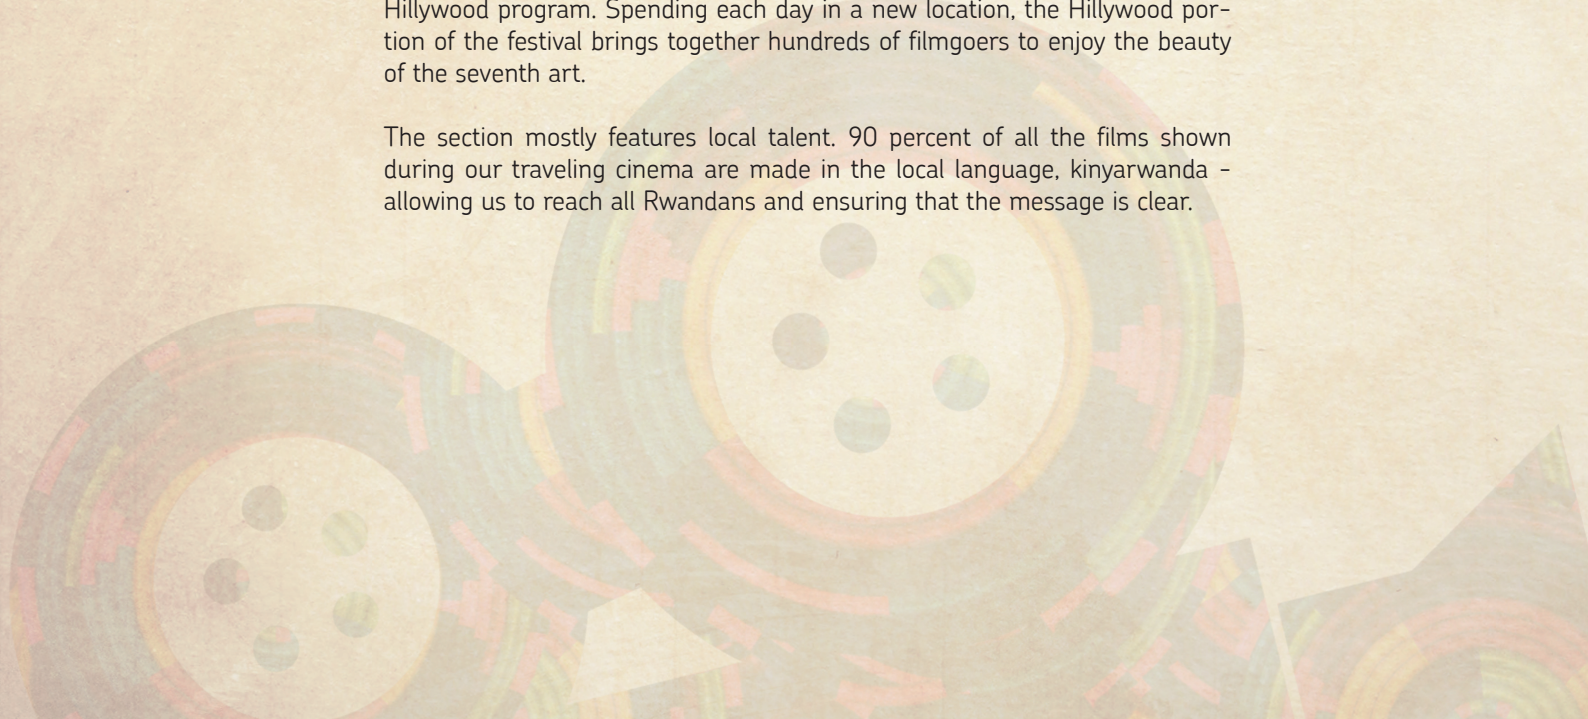 Hillywood program. Spending each day in a new location, the Hillywood por-
tion of the festival brings together hundreds of filmgoers to enjoy the beauty
of the seventh art.
The section mostly features local talent. 90 percent of all the films shown
during our traveling cinema are made in the local language, kinyarwanda -
allowing us to reach all Rwandans and ensuring that the message is clear.